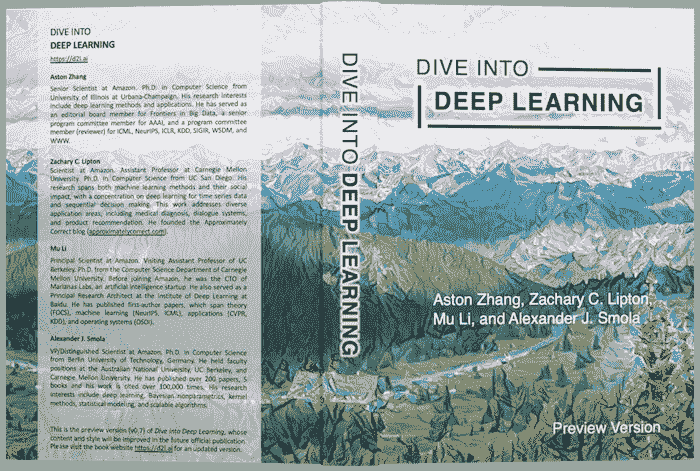 DIVE INTO
DEEP LEARNING
https://d2l.ai
Aston Zhang
Senior Scientist at Amazon. Ph.D. in Computer Science from
University of Illinois at Urbana-Champaign. His research interests
include deep learning methods and applications. He has served as
an editorial board member for Frontiers in Big Data, a senior
program committee member for AAAI, and a program committee
member (reviewer) for ICML, NeurIPS, ICLR, KDD, SIGIR, WSDM, and
WWW.
Zachary C. Lipton
Scientist at Amazon. Assistant Professor at Carnegie Mellon
University. Ph.D. in Computer Science from UC San Diego. His
research spans both machine learning methods and their social
impact, with a concentration on deep learning for time series data
and sequential decision making. This work addresses diverse
application areas, including medical diagnosis, dialogue systems,
and product recommendation. He founded the Approximately
Correct blog (approximatelycorrect.com).
Mu Li
Principal Scientist at Amazon. Visiting Assistant Professor of UC
Berkeley. Ph.D. from the Computer Science Department of Carnegie
Mellon University. Before joining Amazon, he was the CTO of
Marianas Labs, an artificial intelligence startup. He also served as a
Principal Research Architect at the Institute of Deep Learning at
Baidu. He has published first-author papers, which span theory
(FOCS), machine learning (NeurIPS, ICML), applications (CVPR,
KDD), and operating systems (OSDI).
Alexander J. Smola
VP/Distinguished Scientist at Amazon. Ph.D. in Computer Science
from Berlin University of Technology, Germany. He held faculty
positions at the Australian National University, UC Berkeley, and
Carnegie Mellon University. He has published over 200 papers, 5
books and his work is cited over 100,000 times. His research
interests include deep learning, Bayesian nonparametrics, kernel
methods, statistical modeling, and scalable algorithms.
This is the preview version (v0.7) of Dive into Deep Learning, whose
content and style will be improved in the future official publication.
Please visit the book website https://d2l.ai for an updated version.
DIVE INTO DEEP LEARNING
DIVE INTO
DEEP LEARNING
Aston Zhang, Zachary C. Lipton,
Mu Li, and Alexander J. Smola
Preview Version